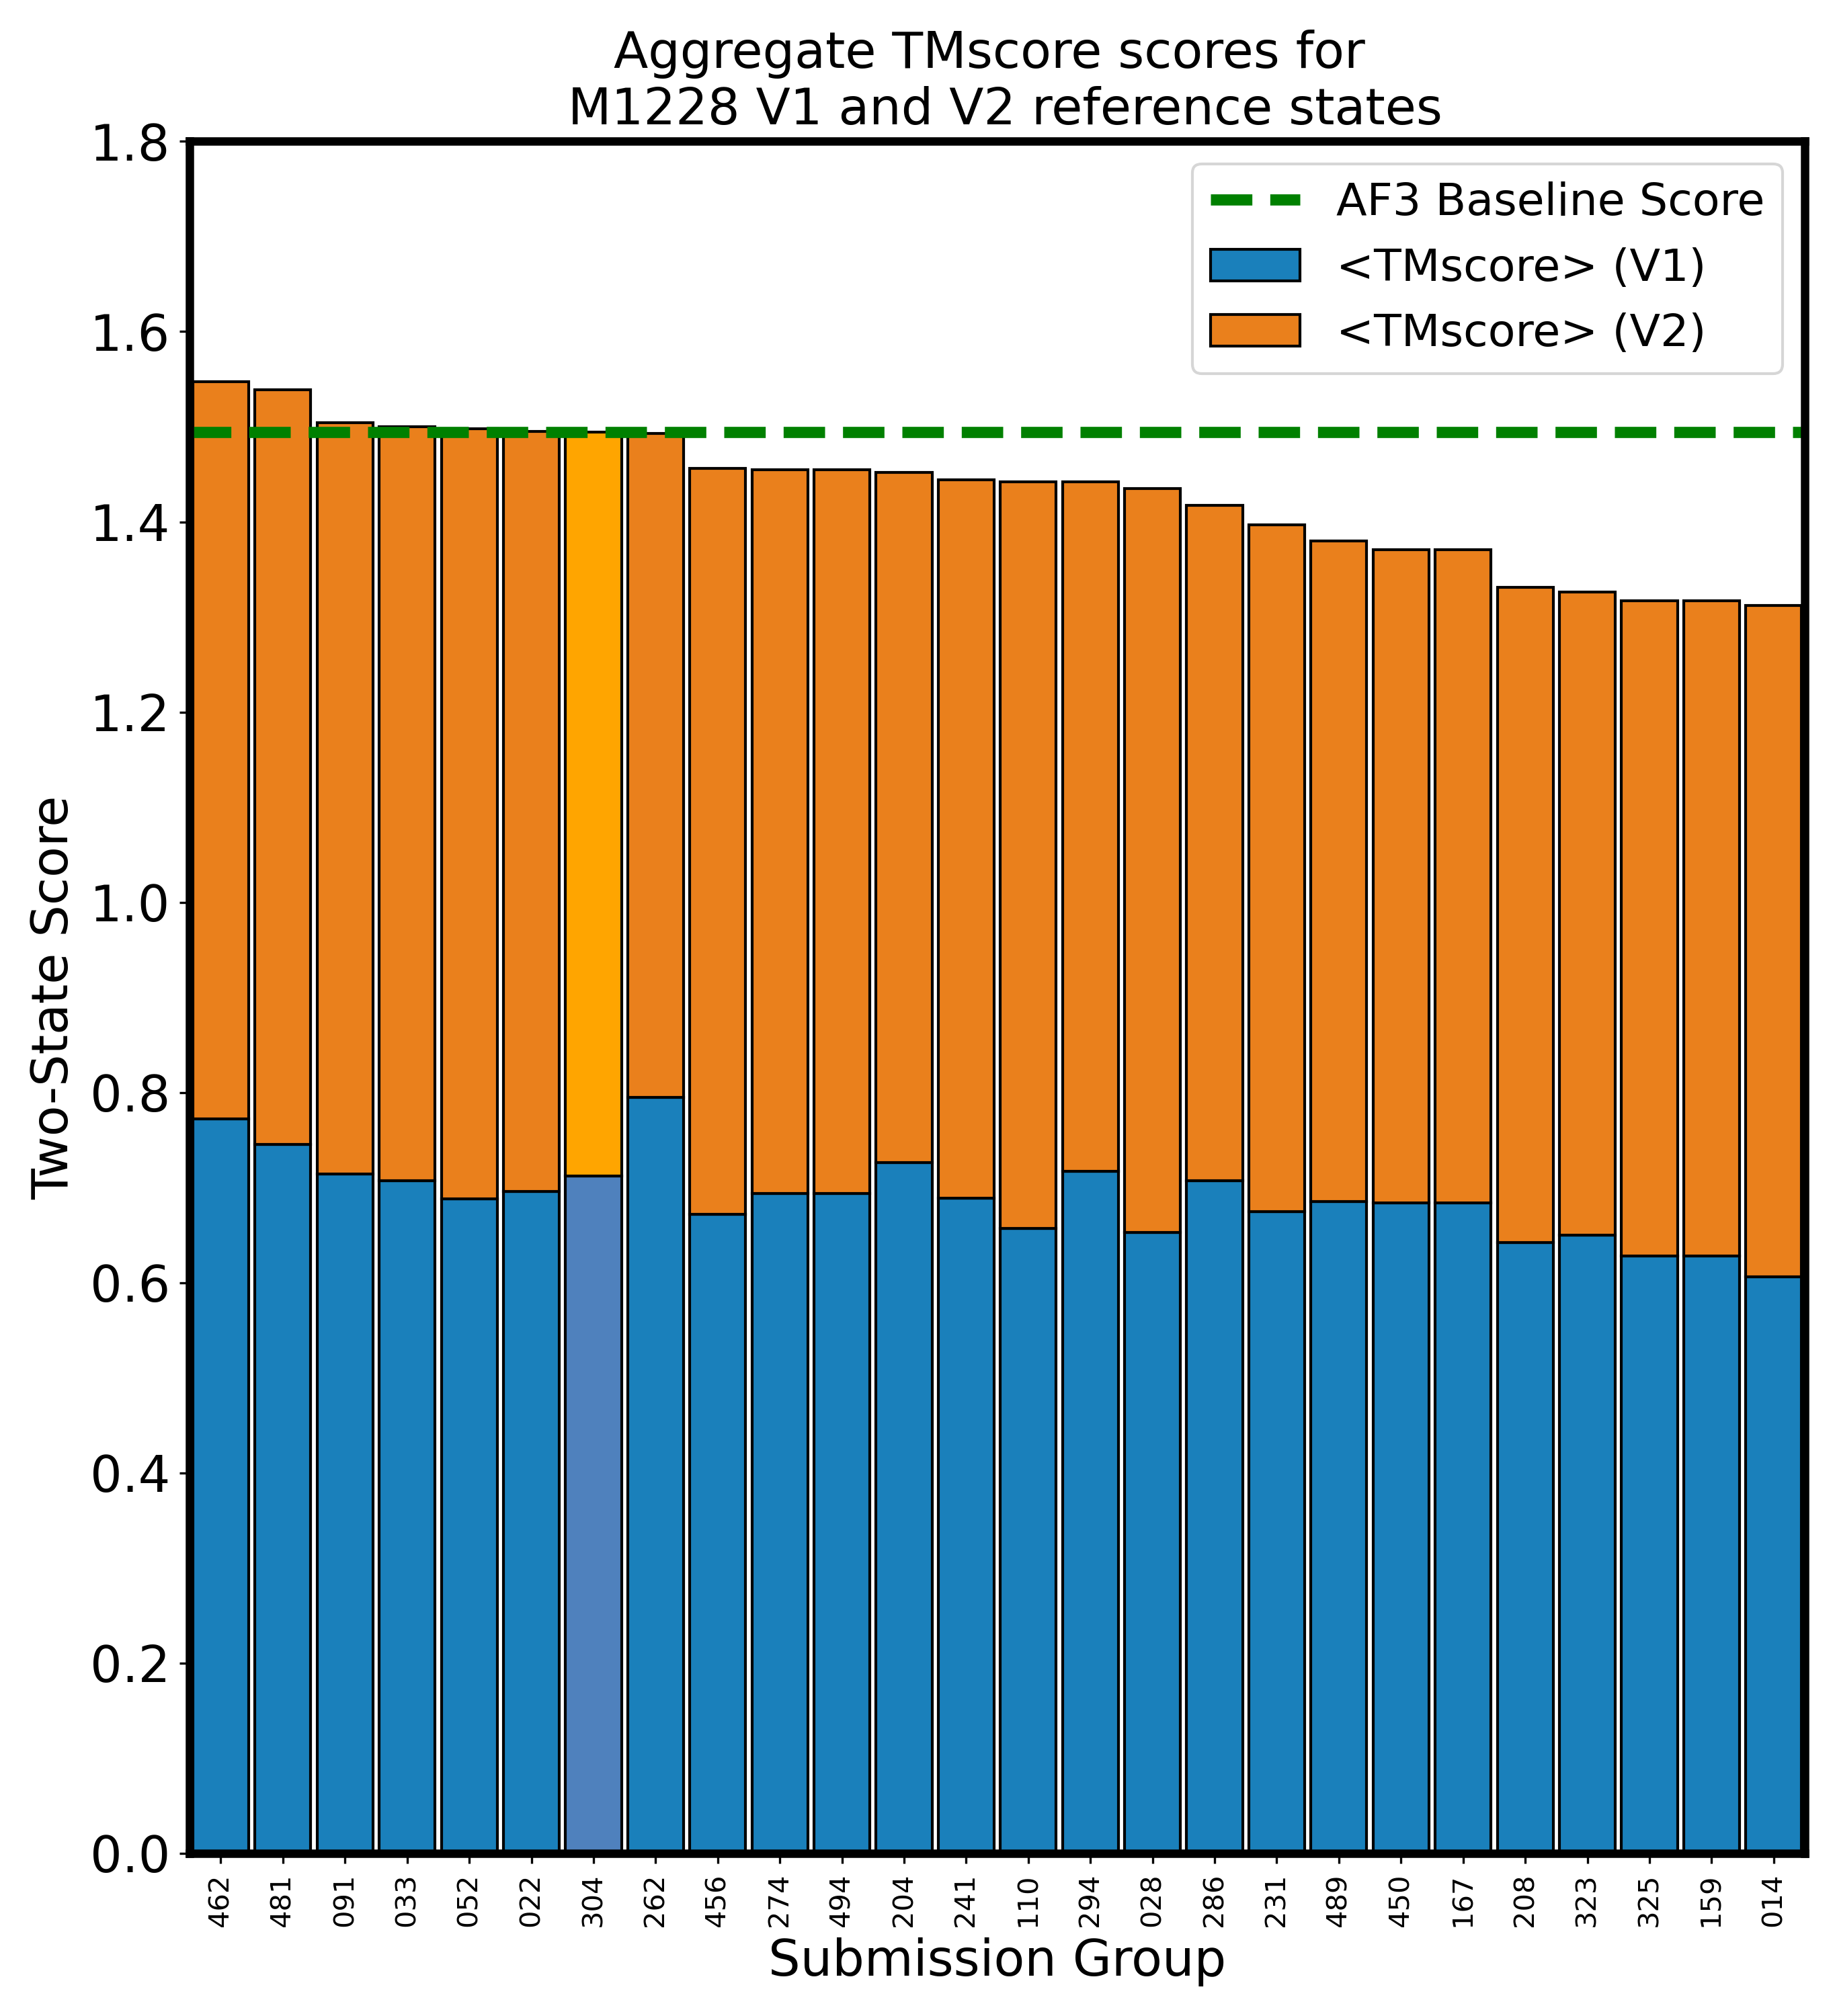 Aggregate TMscore scores for
M1228 V1 and V2 reference states
AF3 Baseline Score
<TMscore> (V1)
<TMscore> (V2)
Two-State Score
1.8
1.6
1.4
1.2
1.0
0.8
0.6
0.4
0.2
0.0
462 481 091 033 052 022 304 262 456 274 494 204 241 110 294 028 286 231 489 450 167 208 323 325 159 014
Submission Group